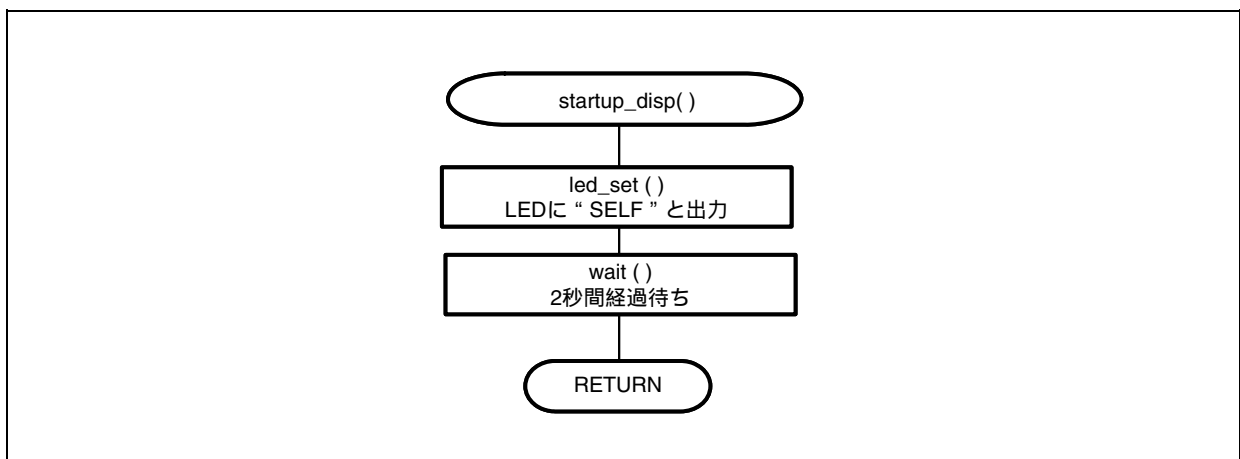 startup_disp( )
led_set ( )
LEDに “ SELF ” と出力
wait ( )
2秒間経過待ち
RETURN